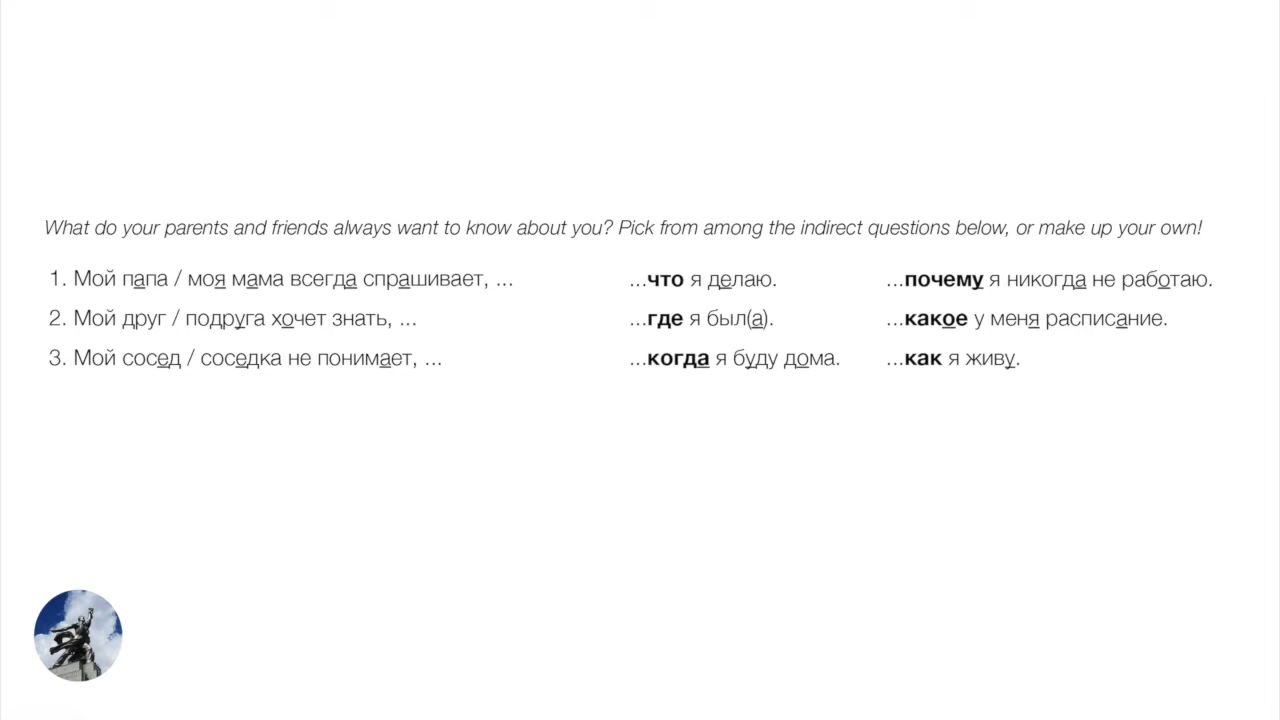 What do your parents and friends always want to know about you? Pick from among the indirect questions below, or make up your own!
1. Мой папа / моя мама всегда спрашивает, ... ...что я делаю. ...почему я никогда не работаю.
2. Мой друг / подруга хочет знать, ... ...где я был(а). ...какое у меня расписание.
3. Мой сосед / соседка не понимает, ... ...когда я буду дома. ...как я живу.